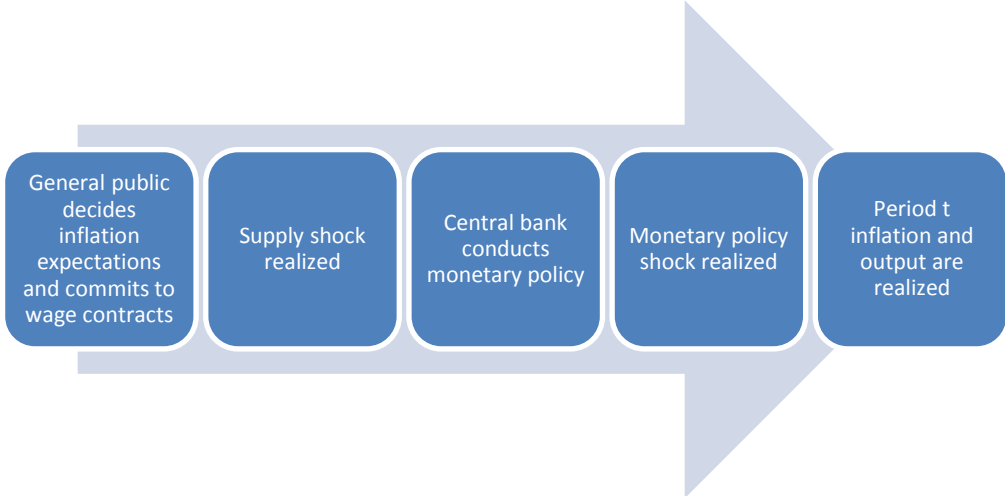 General public
decides
inflation
expectations
and commits to
wage contracts
Supply shock
realized
Central bank
conducts
monetary policy
Monetary policy
shock realized
Period t
inflation and
output are
realized